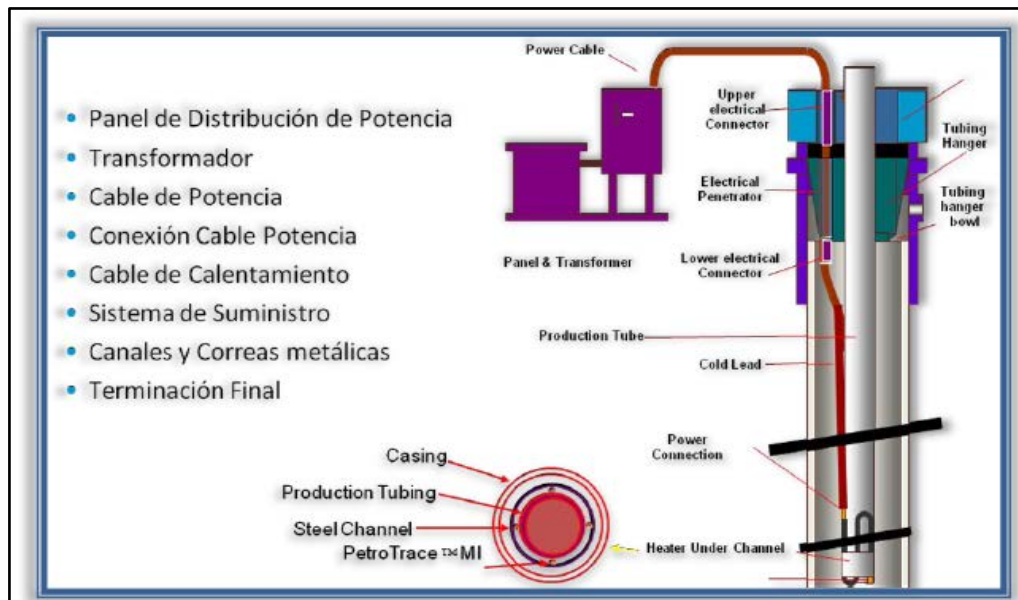 Panel de Distribución de Potencia
Transformador
Cable de Potencia
Conexión Cable Potencia
Cable de Calentamiento
Sistema de Suministro
Canales y Correas metálicas
Terminación Final
Power Cable
Upper
electrical
Connector
Tubing
Hanger
Electrical
Penetrator
Tubing
hanger
bowl
Panel & Transformer
Lower electrical
Connector
Production Tube
Cold Lead
Power
Connection
Casing
Production Tubing
Steel Channel
PetroTrace ™MI
Heater Under Channel